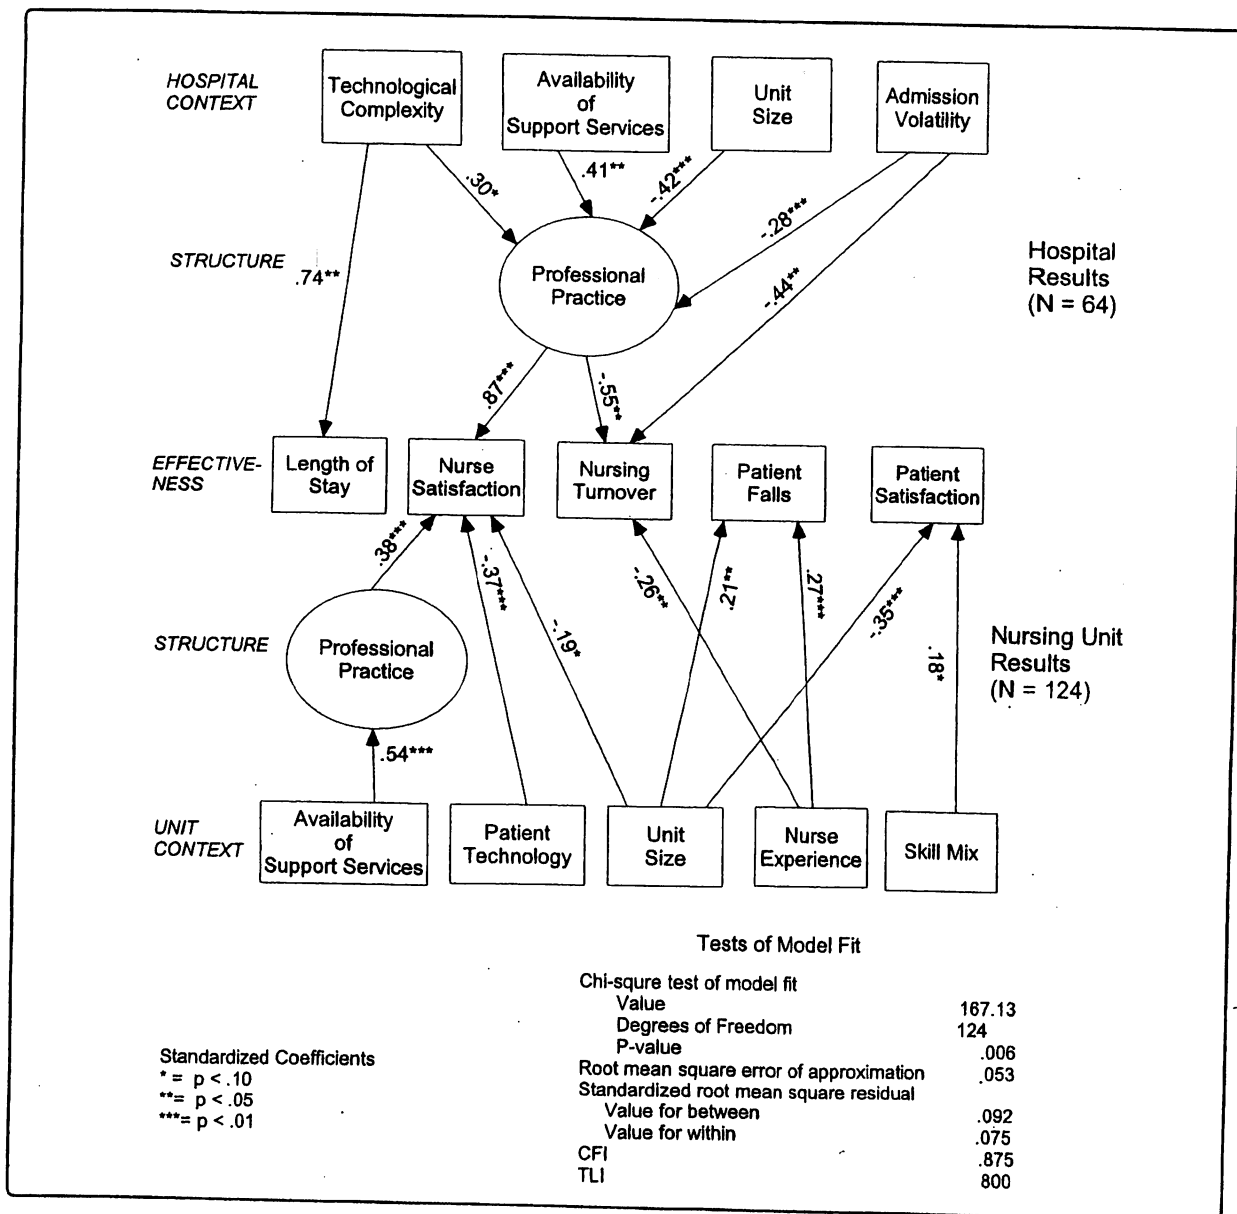 HOSPITAL
CONTEXT
Technological
Complexity
Availability
of
Support Services
Unit
Size
Admission
Volatility
.30*
.41**
-.42***
-.28***
STRUCTURE
.74**
Professional
Practice
-.44**
Hospital
Results
(N = 64)
.87***
-.55**
EFFECTIVE-
NESS
Length of
Stay
Nurse
Satisfaction
Nursing
Turnover
Patient
Falls
Patient
Satisfaction
.38***
-.37***
-.19*
-.26**
.21**
.27***
-.35***
.18*
STRUCTURE
Professional
Practice
Nursing Unit
Results
(N = 124)
.54***
UNIT
CONTEXT
Availability
of
Support Services
Patient
Technology
Unit
Size
Nurse
Experience
Skill Mix
Tests of Model Fit
Chi-squre test of model fit
Value 167.13
Degrees of Freedom 124
P-value .006
Root mean square error of approximation .053
Standardized root mean square residual
Value for between .092
Value for within .075
CFI .875
TLI 800
Standardized Coefficients
* = p < .10
**= p < .05
***= p < .01